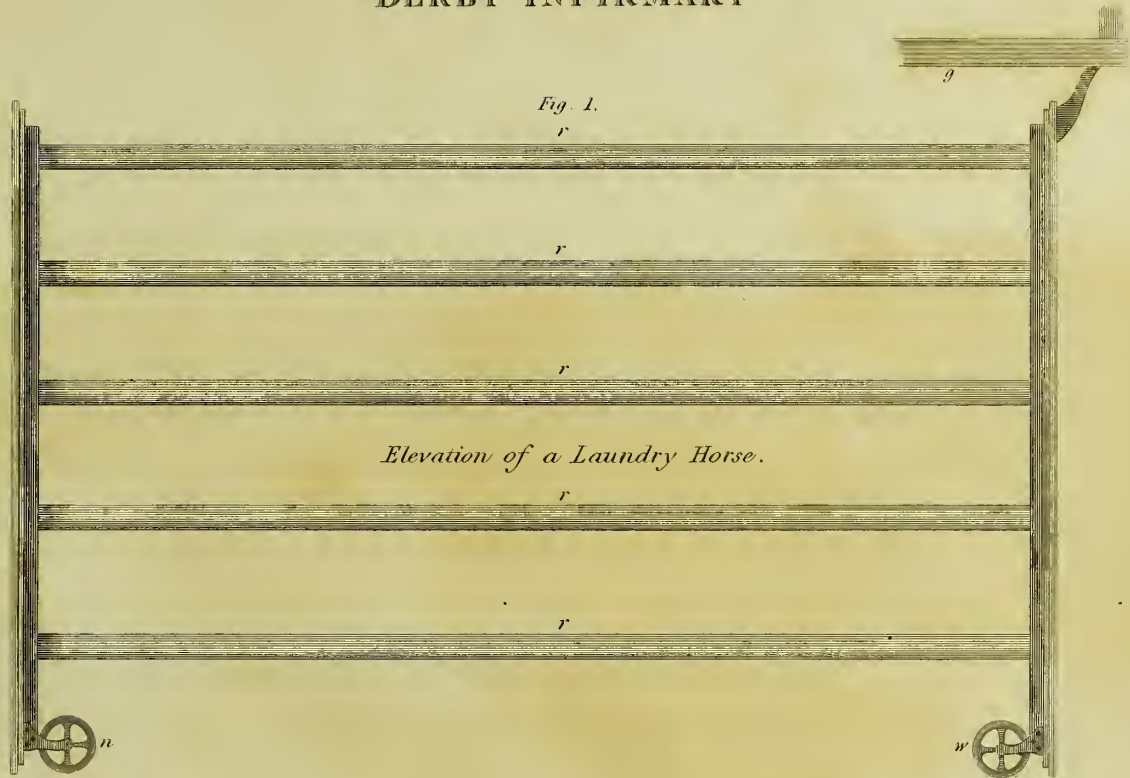 DERBY INFIRMARY
g
Fig. 1.
r
r
r
Elevation of a Laundry Horse.
r
r
n
w